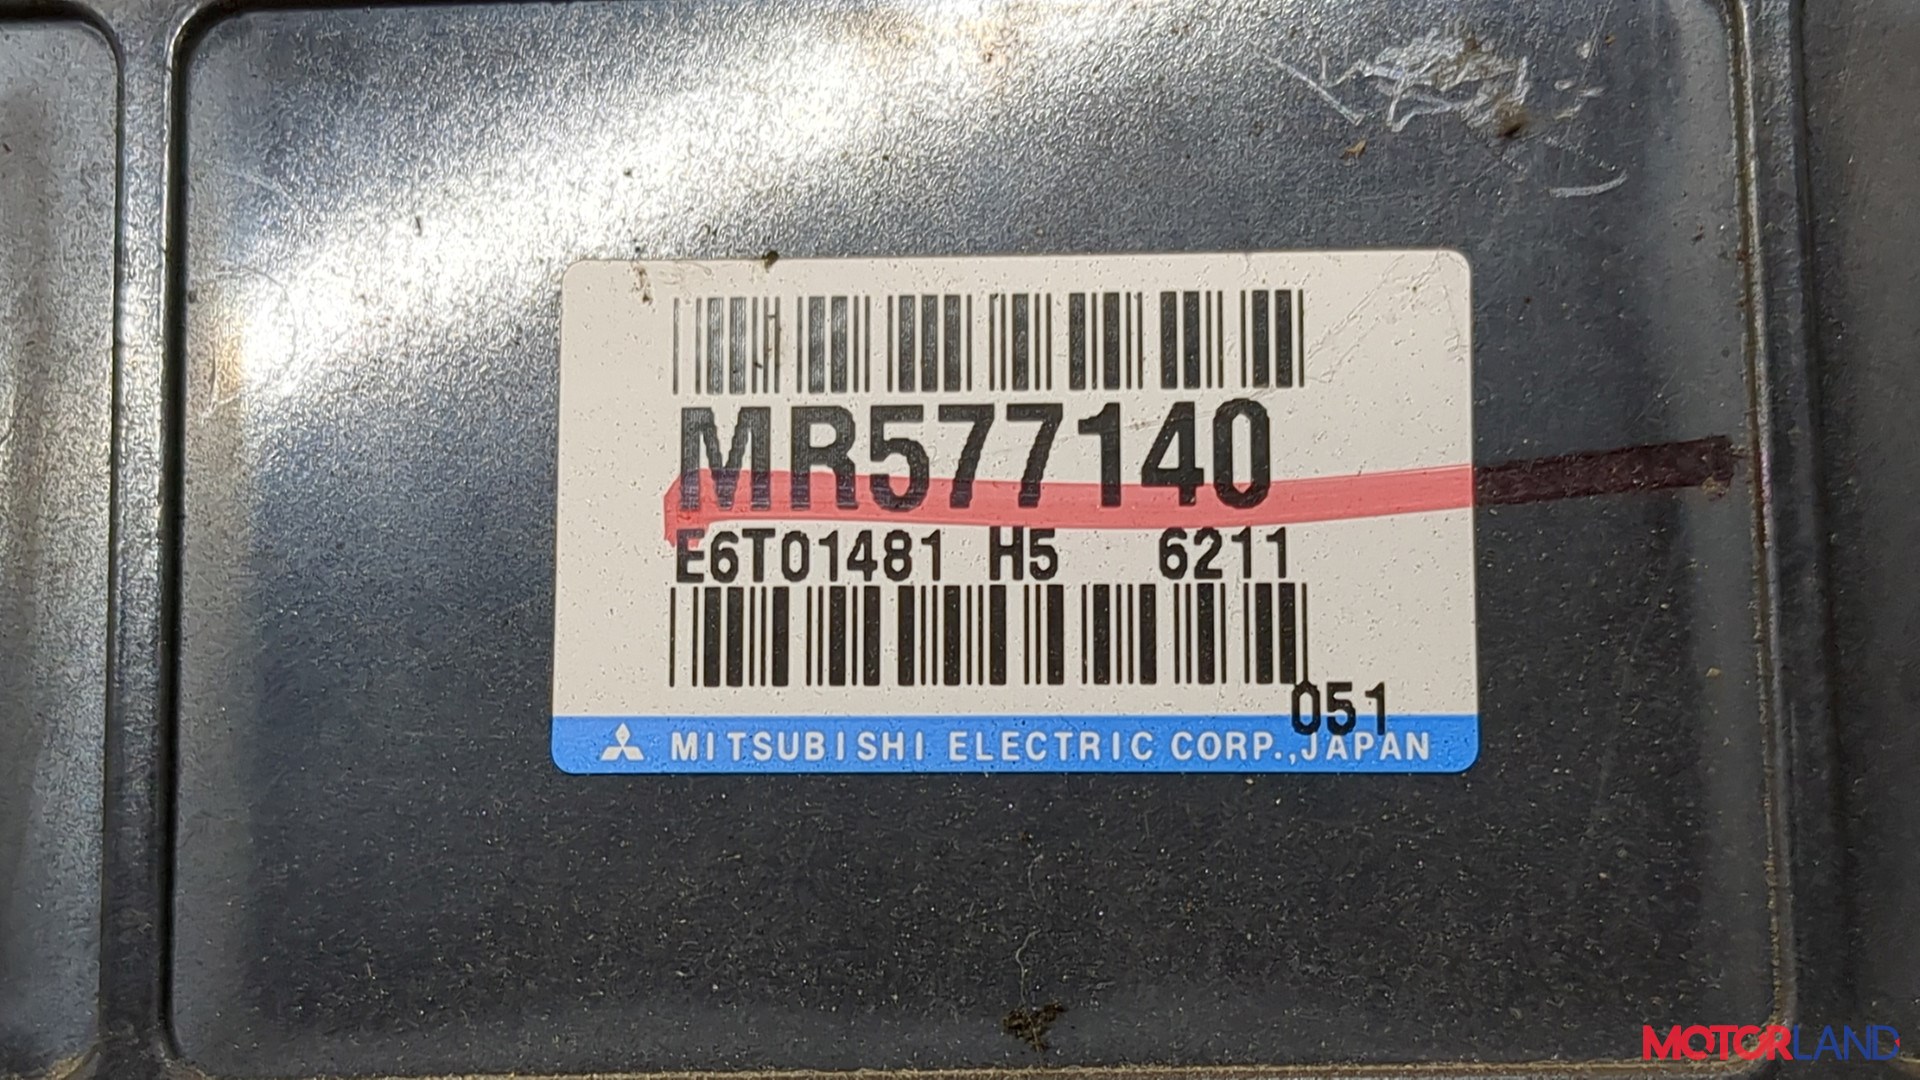 MR577140
E6T01481 H5 6211
051
MITSUBISHI ELECTRIC CORP.,JAPAN
MOTORLAND